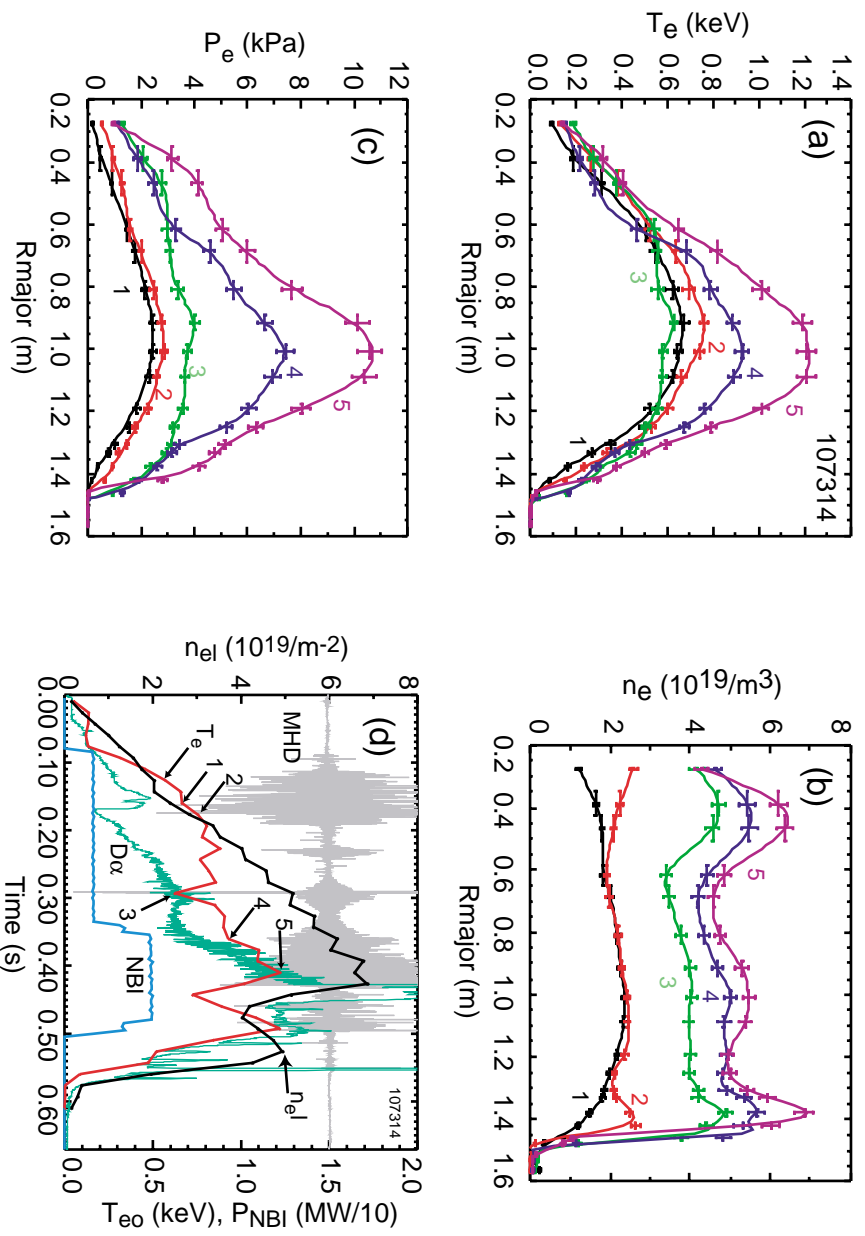 (a)
107314
T_e (keV)
0.0 0.2 0.4 0.6 0.8 1.0 1.2 1.4
0.2 0.4 0.6 0.8 1.0 1.2 1.4 1.6
Rmajor (m)
1
2
3
4
5
(b)
n_e (10^19/m^3)
0 2 4 6 8
0.2 0.4 0.6 0.8 1.0 1.2 1.4 1.6
Rmajor (m)
1
2
3
4
5
(c)
P_e (kPa)
0 2 4 6 8 10 12
0.2 0.4 0.6 0.8 1.0 1.2 1.4 1.6
Rmajor (m)
1
2
3
4
5
(d)
n_el (10^19/m^-2)
0 2 4 6 8
MHD
T_e
1
2
Dα
3
4
5
NBI
n_el
107314
0.00 0.10 0.20 0.30 0.40 0.50 0.60
Time (s)
0.0 0.5 1.0 1.5 2.0
T_eo (keV), P_NBI (MW/10)